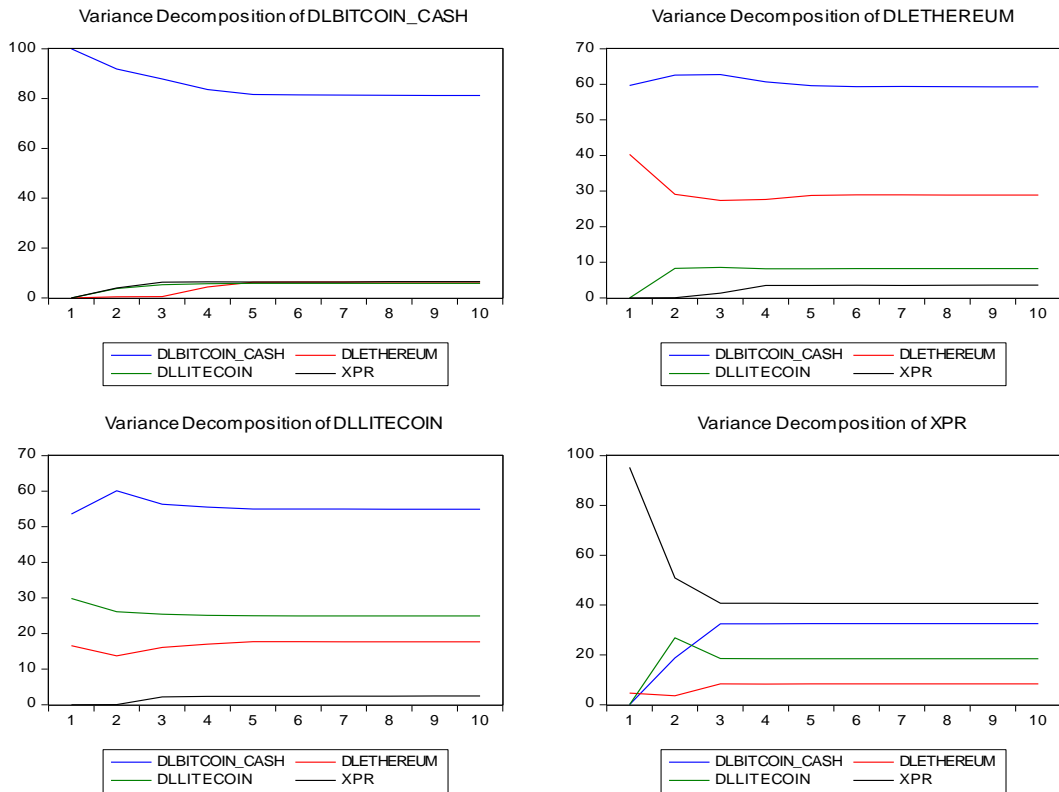 Variance Decomposition of DLBITCOIN_CASH
100
80
60
40
20
0
1 2 3 4 5 6 7 8 9 10
DLBITCOIN_CASH DLETHEREUM
DLLITECOIN XPR
Variance Decomposition of DLETHEREUM
70
60
50
40
30
20
10
0
1 2 3 4 5 6 7 8 9 10
DLBITCOIN_CASH DLETHEREUM
DLLITECOIN XPR
Variance Decomposition of DLLITECOIN
70
60
50
40
30
20
10
0
1 2 3 4 5 6 7 8 9 10
DLBITCOIN_CASH DLETHEREUM
DLLITECOIN XPR
Variance Decomposition of XPR
100
80
60
40
20
0
1 2 3 4 5 6 7 8 9 10
DLBITCOIN_CASH DLETHEREUM
DLLITECOIN XPR